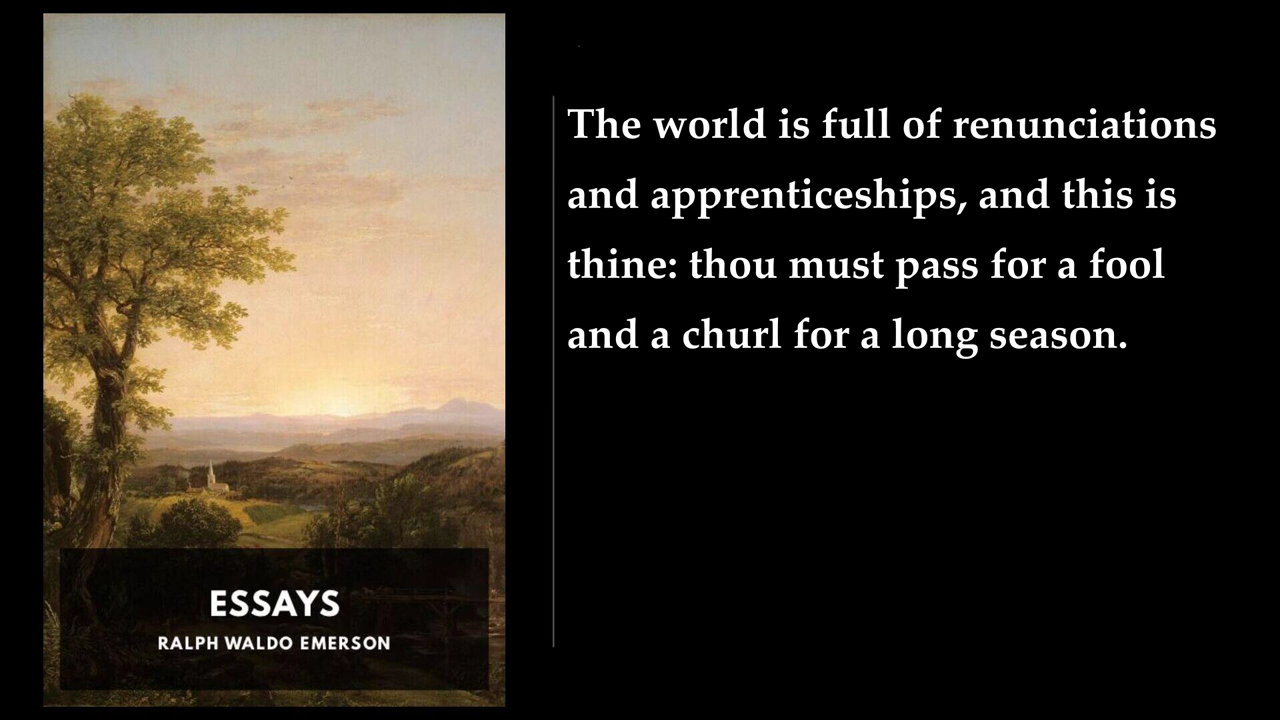 The world is full of renunciations
and apprenticeships, and this is
thine: thou must pass for a fool
and a churl for a long season.
ESSAYS
RALPH WALDO EMERSON